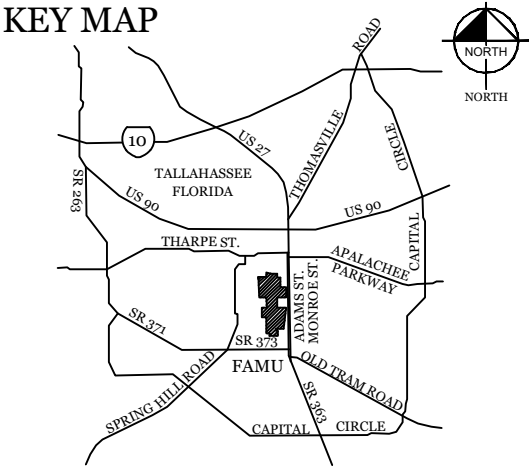 KEY MAP
NORTH
NORTH
ROAD
THOMASVILLE
10
US 27
CIRCLE
CAPITAL
SR 263
TALLAHASSEE
FLORIDA
US 90
US 90
THARPE ST.
APALACHEE
PARKWAY
ADAMS ST.
MONROE ST.
SR 371
SR 373
FAMU
OLD TRAM ROAD
SR 363
SPRING HILL ROAD
CAPITAL
CIRCLE